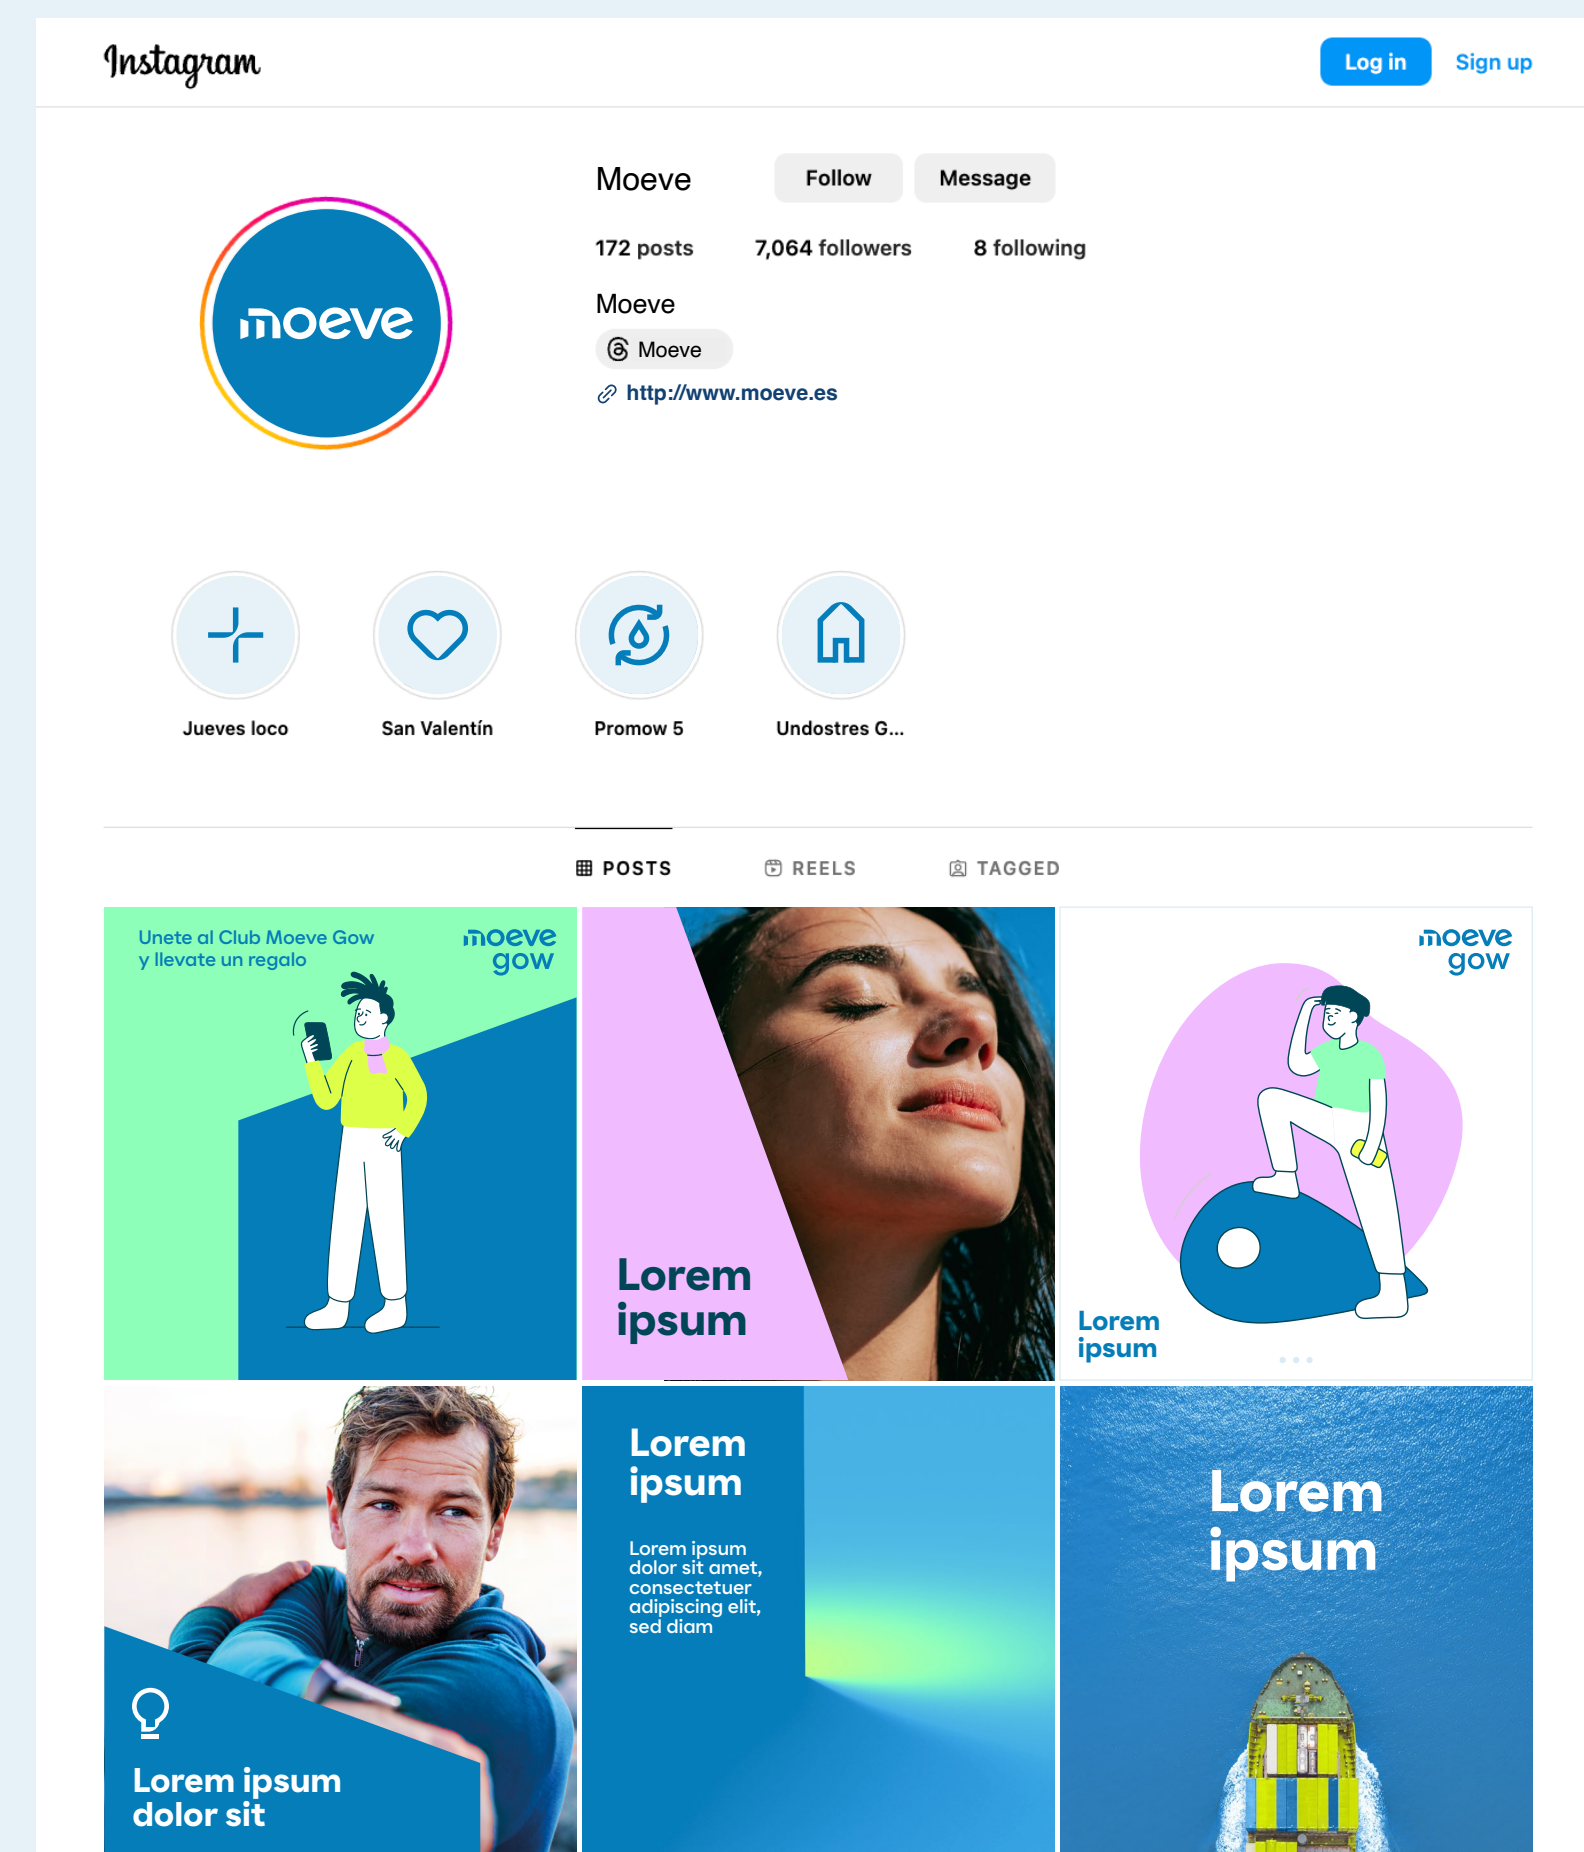 Instagram
Log in
Sign up
Moeve
Follow
Message
172 posts
7,064 followers
8 following
moeve
Moeve
Moeve
http://www.moeve.es
Jueves loco
San Valentín
Promow 5
Undostres G...
POSTS
REELS
TAGGED
Unete al Club Moeve Gow
y llevate un regalo
moeve
gow
Lorem
ipsum
moeve
gow
Lorem
ipsum
Lorem ipsum
dolor sit
Lorem
ipsum
Lorem ipsum
dolor sit amet,
consectetuer
adipiscing elit,
sed diam
Lorem
ipsum